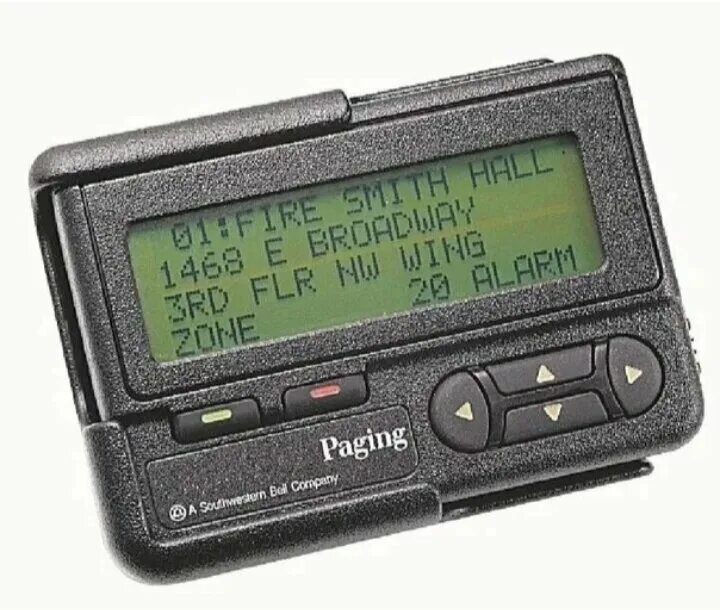 01:FIRE SMITH HALL
1468 E BROADWAY
3RD FLR NW WING
ZONE 20 ALARM
Paging
A Southwestern Bell Company